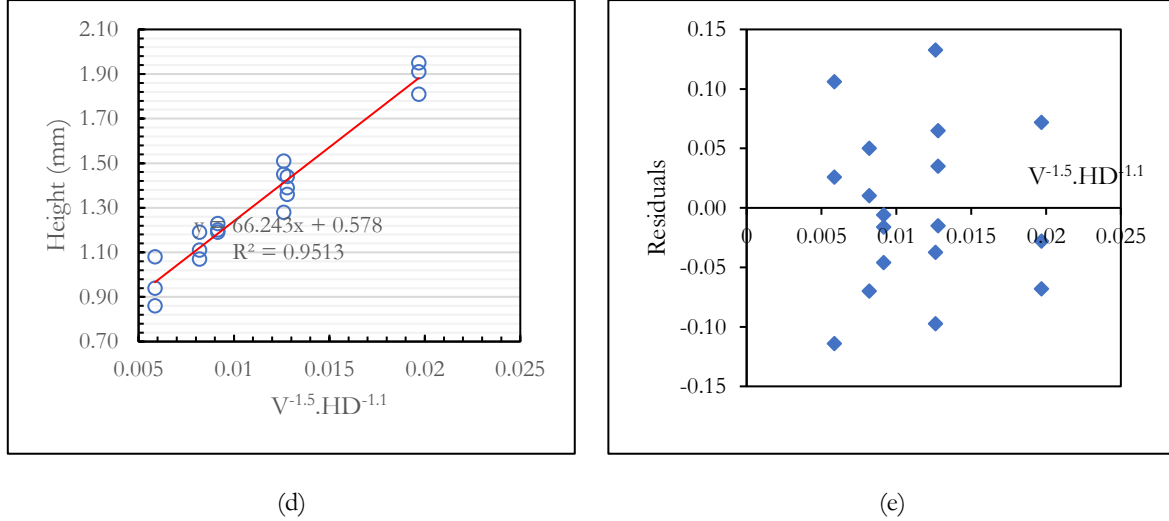 2.10
1.90
1.70
1.50
1.30
1.10
0.90
0.70
Height (mm)
y = 66.243x + 0.578
R² = 0.9513
0.005 0.01 0.015 0.02 0.025
V-1.5.HD-1.1
(d)
0.15
0.10
0.05
0.00
-0.05
-0.10
-0.15
Residuals
V-1.5.HD-1.1
0 0.005 0.01 0.015 0.02 0.025
(e)